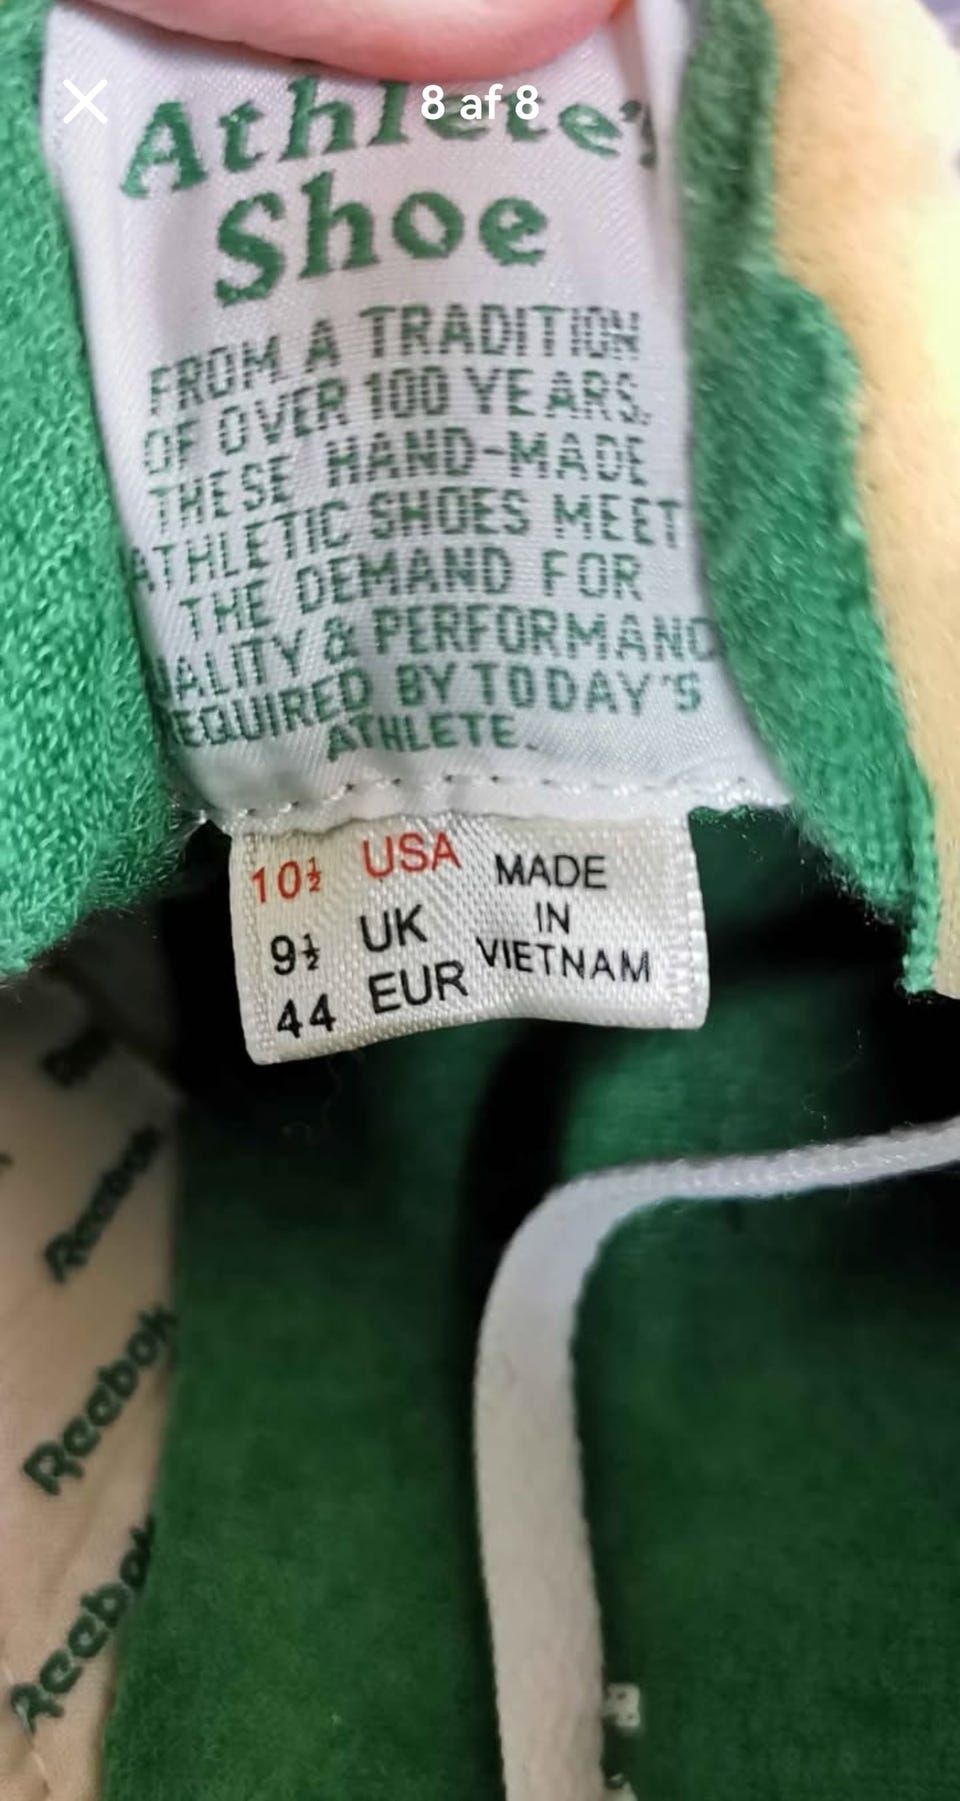 8 af 8
Athlete's
Shoe
FROM A TRADITION
OF OVER 100 YEARS,
THESE HAND-MADE
ATHLETIC SHOES MEET
THE DEMAND FOR
UALITY & PERFORMANC
REQUIRED BY TODAY'S
ATHLETE.
10½ USA
9½ UK
44 EUR
MADE
IN
VIETNAM
Reebok
Reebok
Reebok